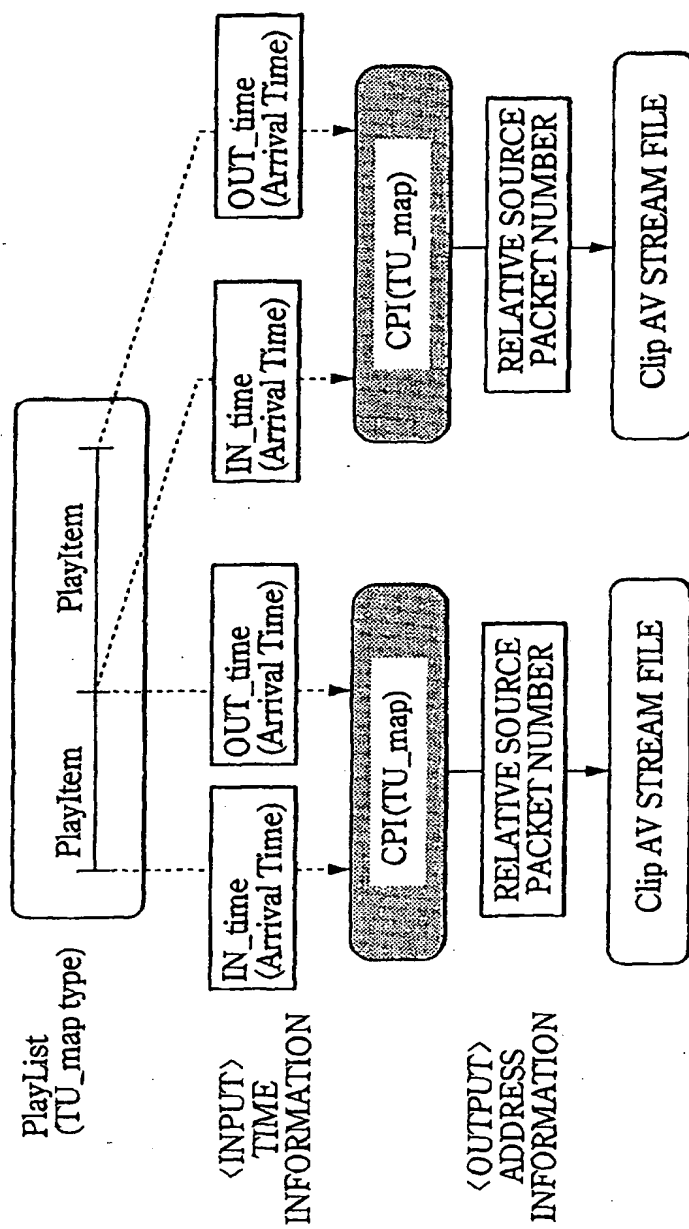 PlayList
(TU_map type)
PlayItem
PlayItem
<INPUT>
TIME
INFORMATION
IN_time
(Arrival Time)
OUT_time
(Arrival Time)
IN_time
(Arrival Time)
OUT_time
(Arrival Time)
CPI(TU_map)
CPI(TU_map)
<OUTPUT>
ADDRESS
INFORMATION
RELATIVE SOURCE
PACKET NUMBER
RELATIVE SOURCE
PACKET NUMBER
Clip AV STREAM FILE
Clip AV STREAM FILE